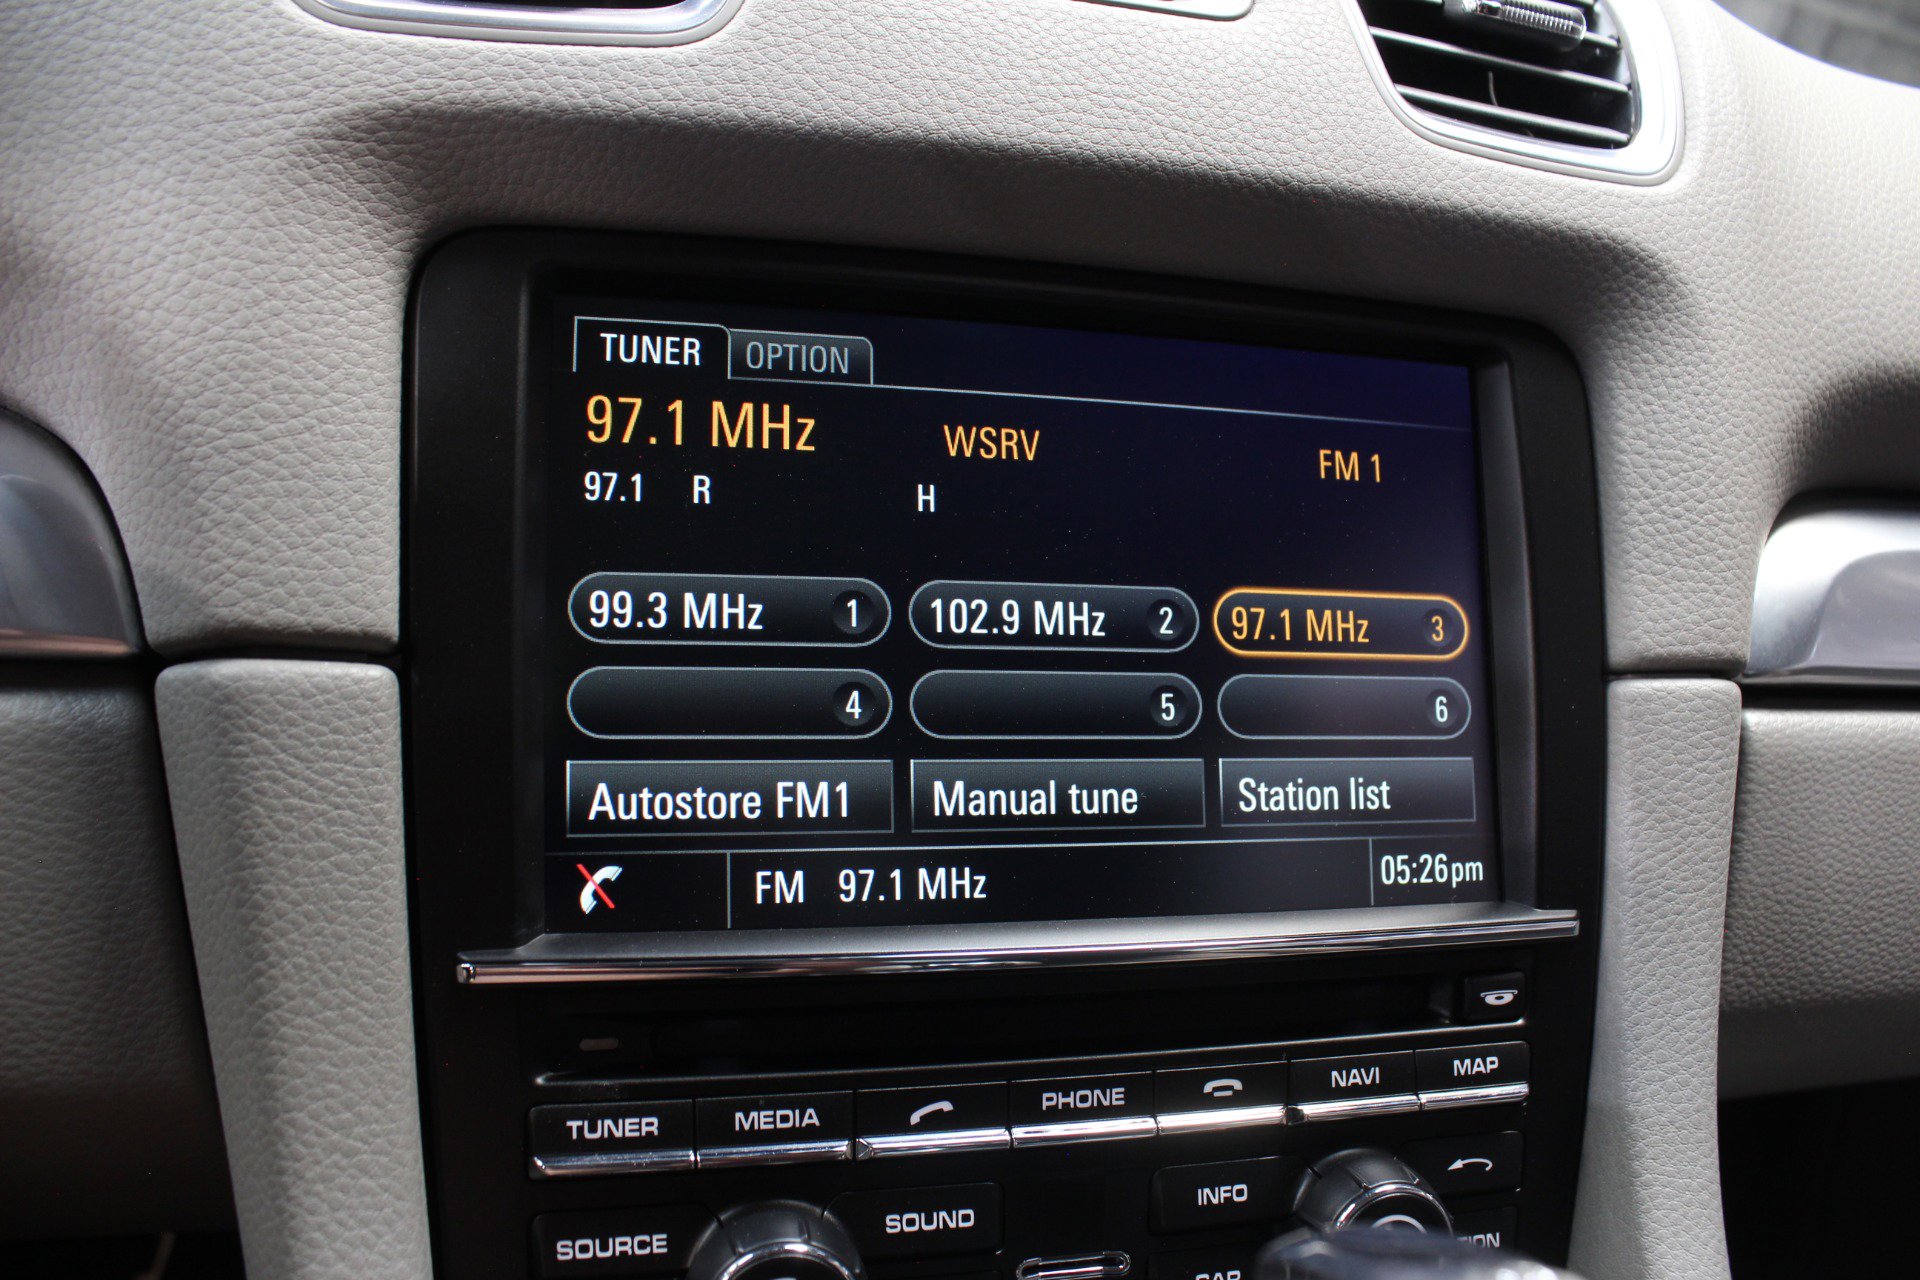 TUNER OPTION
97.1 MHz WSRV FM 1
97.1 R H
99.3 MHz 1 102.9 MHz 2 97.1 MHz 3
4 5 6
Autostore FM1 Manual tune Station list
FM 97.1 MHz 05:26pm
TUNER MEDIA PHONE NAVI MAP
SOURCE SOUND INFO